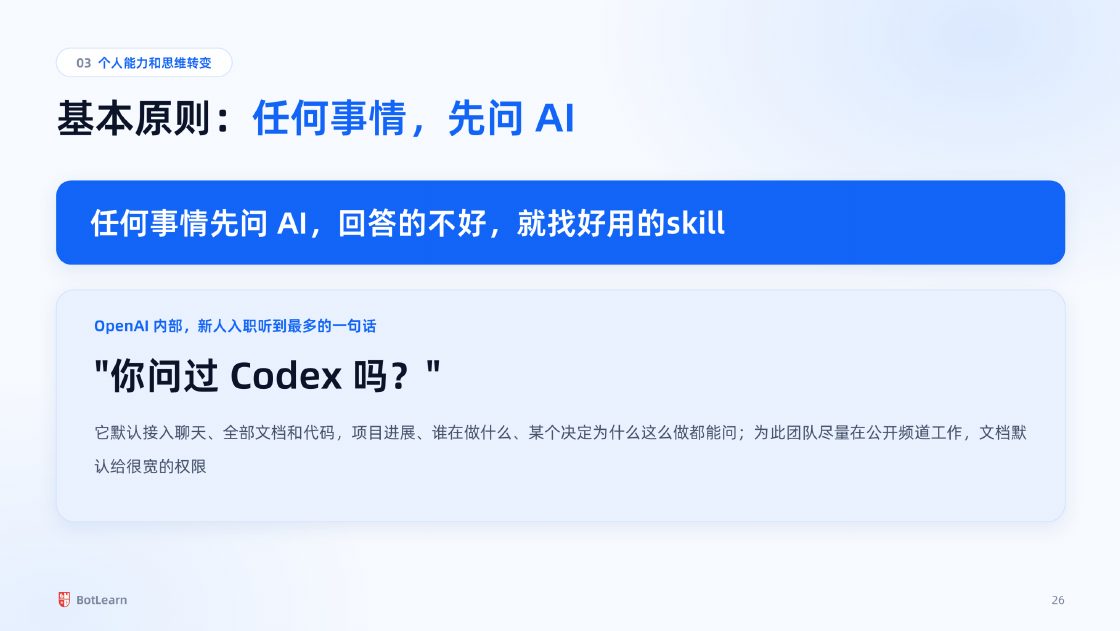 03 个人能力和思维转变
基本原则：任何事情，先问 AI
任何事情先问 AI，回答的不好，就找好用的skill
OpenAI 内部，新人入职听到最多的一句话
"你问过 Codex 吗？"
它默认接入聊天、全部文档和代码，项目进展、谁在做什么、某个决定为什么这么做都能问；为此团队尽量在公开频道工作，文档默
认给很宽的权限
BotLearn
26